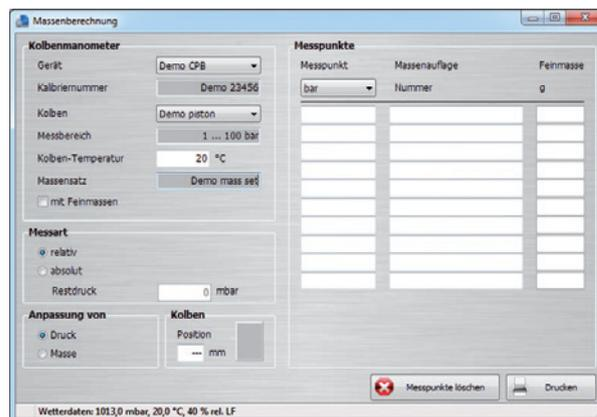 Massenberechnung
Kolbenmanometer
Gerät Demo CPB
Kalibriernummer Demo 23456
Kolben Demo piston
Messbereich 1 ... 100 bar
Kolben-Temperatur 20 °C
Massensatz Demo mass set
mit Feinmassen
Messart
relativ
absolut
Restdruck 0 mbar
Anpassung von
Druck
Masse
Kolben
Position
--- mm
Messpunkte
Messpunkt Massenauflage Feinmasse
bar Nummer g
Messpunkte löschen Drucken
Wetterdaten: 1013,0 mbar, 20,0 °C, 40 % rel. LF